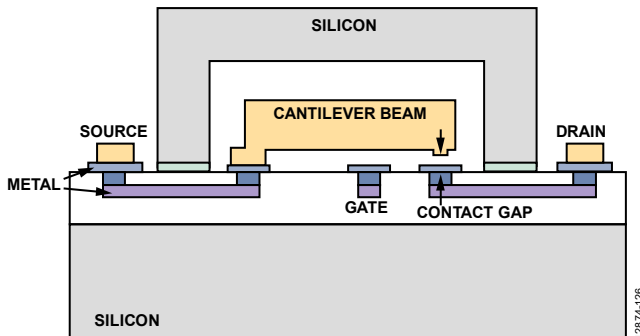 SILICON
CANTILEVER BEAM
SOURCE
DRAIN
METAL
GATE
CONTACT GAP
SILICON